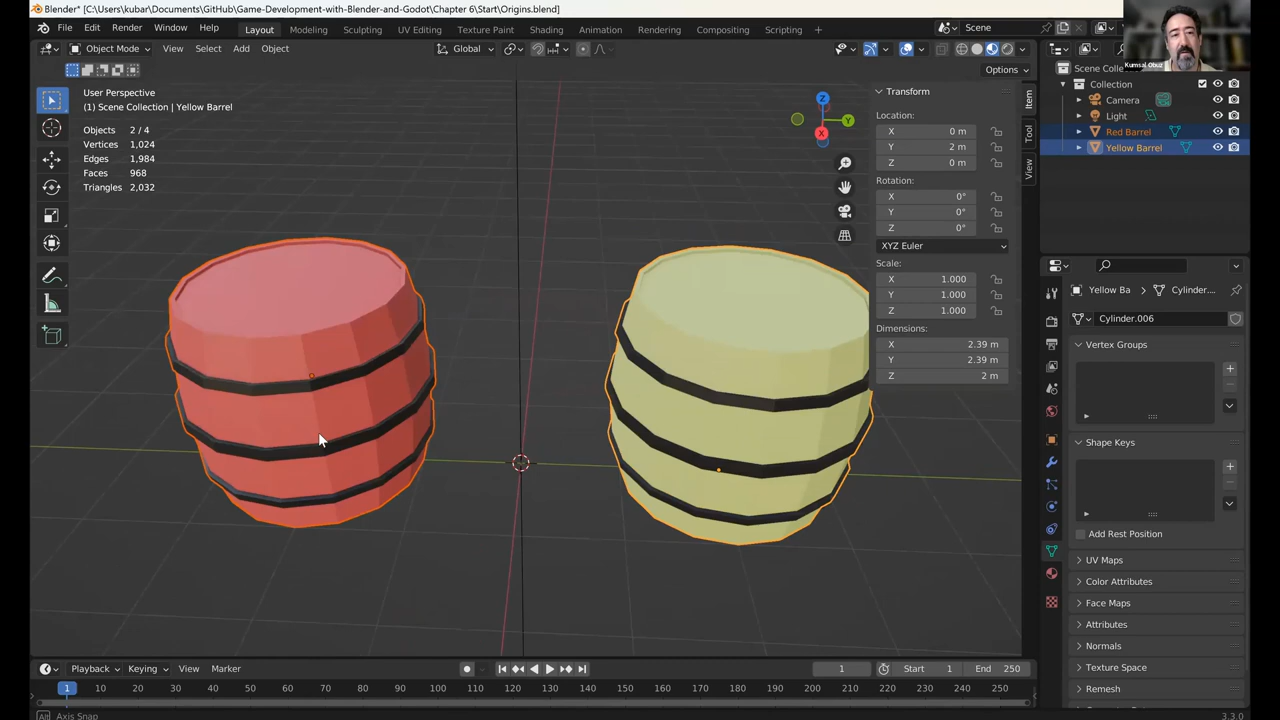 Blender* [C:\Users\kubar\Documents\GitHub\Game-Development-with-Blender-and-Godot\Chapter 6\Start\Origins.blend]
File Edit Render Window Help Layout Modeling Sculpting UV Editing Texture Paint Shading Animation Rendering Compositing Scripting Scene
Kumsal Obuz
Object Mode View Select Add Object Global
Options
User Perspective
(1) Scene Collection | Yellow Barrel
Objects 2 / 4
Vertices 1,024
Edges 1,984
Faces 968
Triangles 2,032
Z
Y
X
Transform
Location:
X 0 m
Y 2 m
Z 0 m
Rotation:
X 0°
Y 0°
Z 0°
XYZ Euler
Scale:
X 1.000
Y 1.000
Z 1.000
Dimensions:
X 2.39 m
Y 2.39 m
Z 2 m
Item
Tool
View
Scene Colle
Collection
Camera
Light
Red Barrel
Yellow Barrel
Yellow Ba Cylinder....
Cylinder.006
Vertex Groups
Shape Keys
Add Rest Position
UV Maps
Color Attributes
Face Maps
Attributes
Normals
Texture Space
Remesh
Playback Keying View Marker 1 Start 1 End 250
1 10 20 30 40 50 60 70 80 90 100 110 120 130 140 150 160 170 180 190 200 210 220 230 240 250
Alt Axis Snap 3.3.0